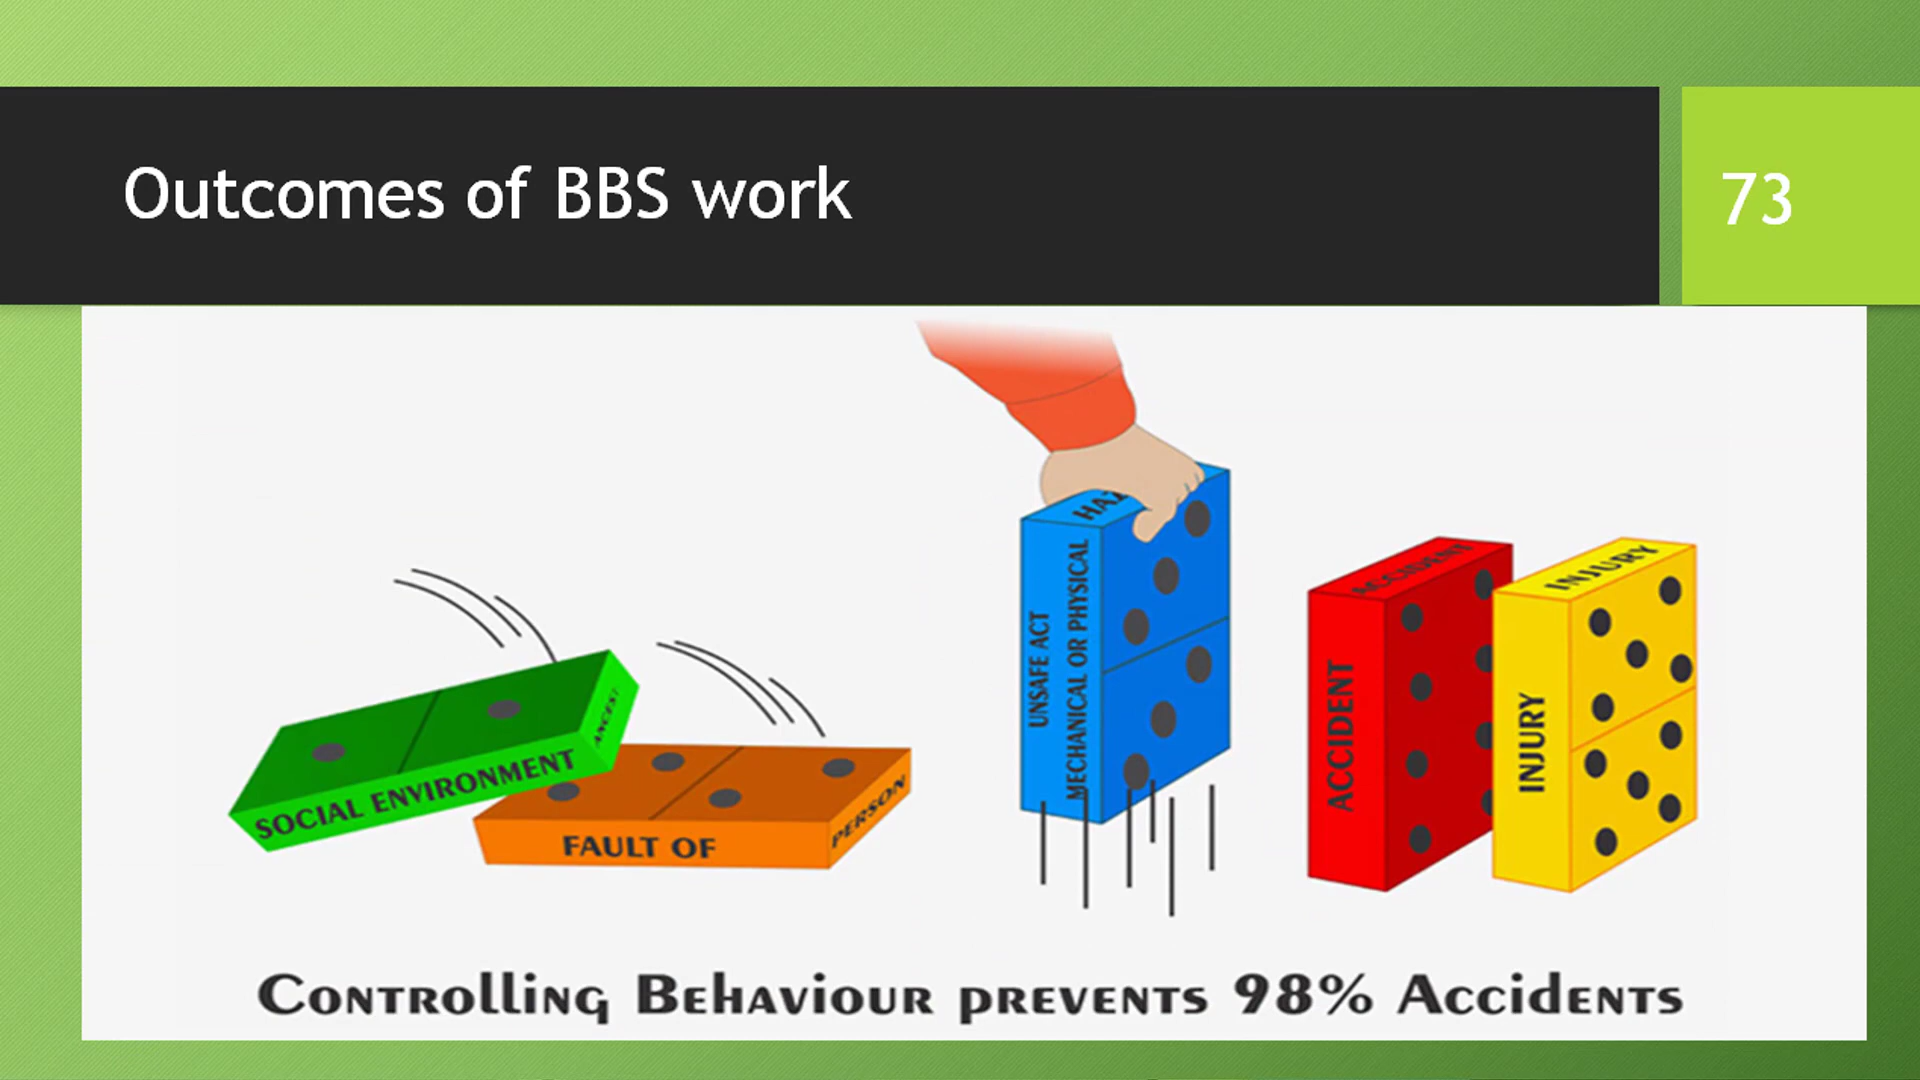 Outcomes of BBS work
73
UNSAFE ACT
MECHANICAL OR PHYSICAL
ACCIDENT
ACCIDENT
INJURY
INJURY
SOCIAL ENVIRONMENT
FAULT OF
PERSON
Controlling Behaviour prevents 98% Accidents